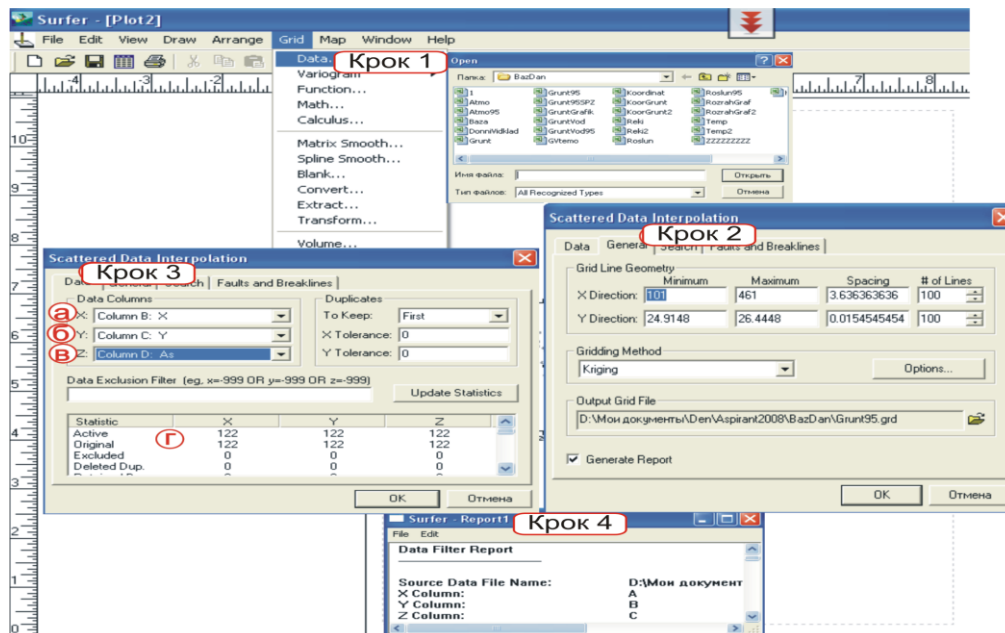 Surfer - [Plot2]
File Edit View Draw Arrange Grid Map Window Help
Data...
Крок 1
Variogram
Function...
Math...
Calculus...
Matrix Smooth...
Spline Smooth...
Blank...
Convert...
Extract...
Transform...
Volume...
Open
Папка: BazDan
1 Grunt95 Koordinat Roslun95
Atmo Grunt95SPZ KoorGrunt RozrahGraf
Atmo95 GruntGrafik KoorGrunt2 RozrahGraf2
Baza GruntVod Reki Temp
DonniVidklad GruntVod95 Reki2 Temp2
Grunt GVtemo Roslun ZZZZZZZZZ
Имя файла: Открыть
Тип файлов: All Recognized Types Отмена
Scattered Data Interpolation
Крок 2
Data General Search Faults and Breaklines
Grid Line Geometry
Minimum Maximum Spacing # of Lines
X Direction: 101 461 3.636363636 100
Y Direction: 24.9148 26.4448 0.0154545454 100
Gridding Method
Kriging Options...
Output Grid File
D:\Мои документы\Den\Aspirant2008\BazDan\Grunt95.grd
Generate Report
OK Отмена
Scattered Data Interpolation
Крок 3
Faults and Breaklines
Data Columns Duplicates
а X: Column B: X To Keep: First
б Y: Column C: Y X Tolerance: 0
в Z: Column D: As Y Tolerance: 0
Data Exclusion Filter (eg, x=-999 OR y=-999 OR z=-999)
Update Statistics
Statistic X Y Z
Active 122 122 122
г
Original 122 122 122
Excluded 0 0 0
Deleted Dup. 0 0 0
OK Отмена
Surfer - Report1
Крок 4
File Edit
Data Filter Report
Source Data File Name: D:\Мои документ
X Column: A
Y Column: B
Z Column: C